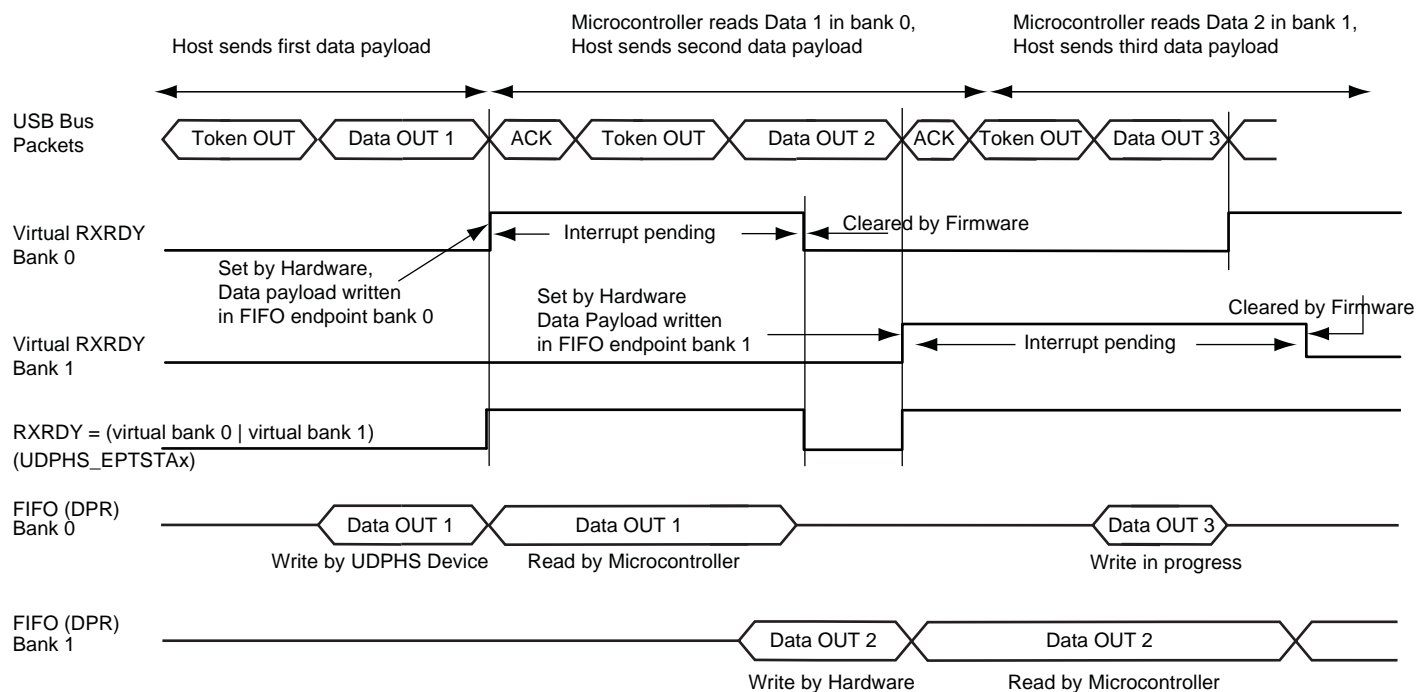 Host sends first data payload
Microcontroller reads Data 1 in bank 0,
Host sends second data payload
Microcontroller reads Data 2 in bank 1,
Host sends third data payload
USB Bus
Packets
Token OUT
Data OUT 1
ACK
Token OUT
Data OUT 2
ACK
Token OUT
Data OUT 3
Virtual RXRDY
Bank 0
Interrupt pending
Cleared by Firmware
Set by Hardware,
Data payload written
in FIFO endpoint bank 0
Set by Hardware
Data Payload written
in FIFO endpoint bank 1
Cleared by Firmware
Virtual RXRDY
Bank 1
Interrupt pending
RXRDY = (virtual bank 0 | virtual bank 1)
(UDPHS_EPTSTAx)
FIFO (DPR)
Bank 0
Data OUT 1
Data OUT 1
Data OUT 3
Write by UDPHS Device
Read by Microcontroller
Write in progress
FIFO (DPR)
Bank 1
Data OUT 2
Data OUT 2
Write by Hardware
Read by Microcontroller